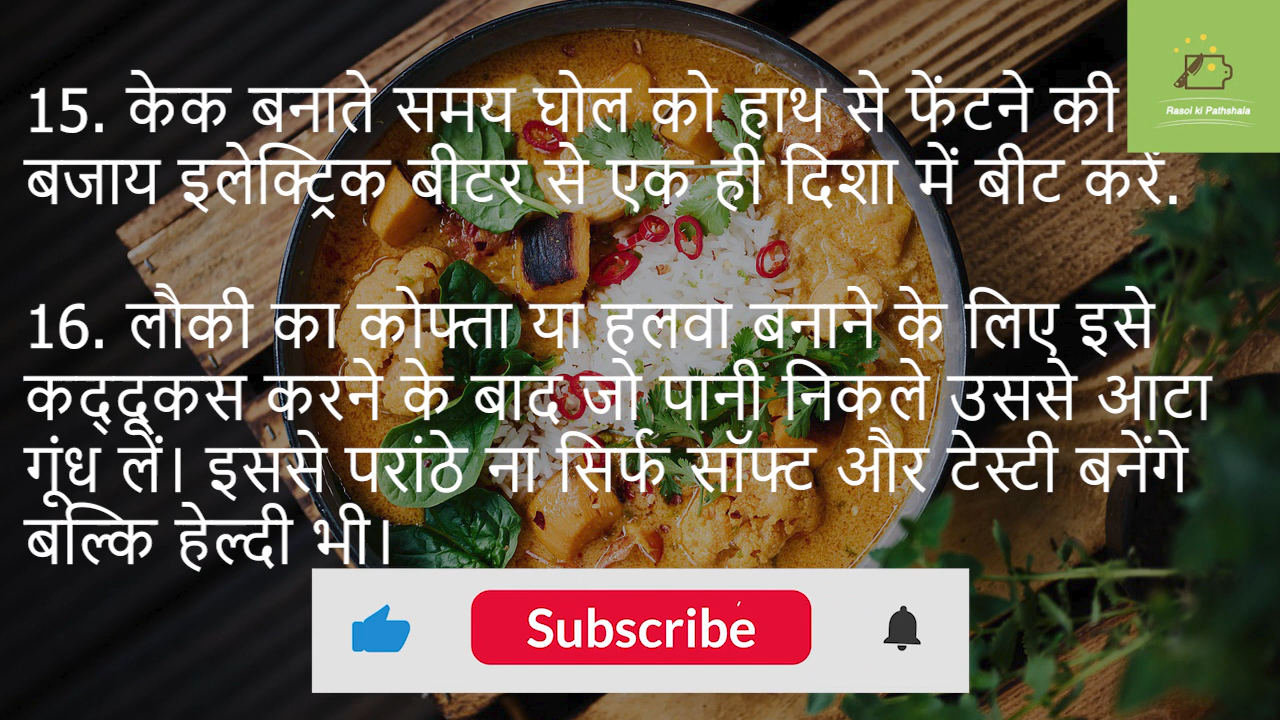 15. केक बनाते समय घोल को हाथ से फेंटने की
बजाय इलेक्ट्रिक बीटर से एक ही दिशा में बीट करें.
16. लौकी का कोफ्ता या हलवा बनाने के लिए इसे
कद्दूकस करने के बाद जो पानी निकले उससे आटा
गूंध लें। इससे परांठे ना सिर्फ सॉफ्ट और टेस्टी बनेंगे
बल्कि हेल्दी भी।
Rasoi ki Pathshala
Subscribe